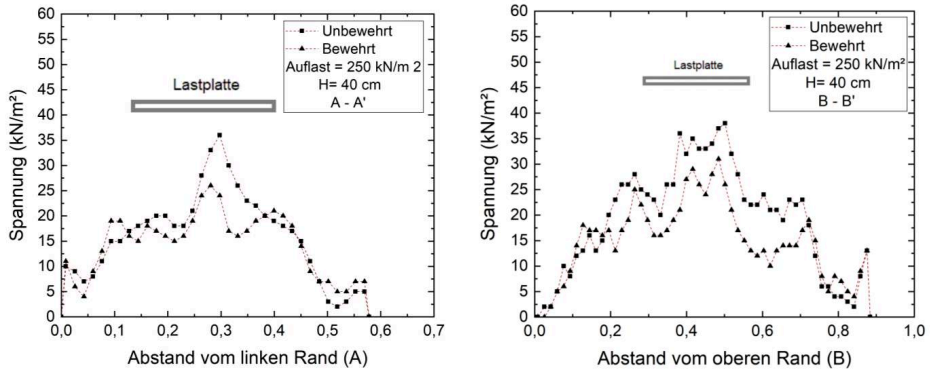 60
55
50
45
40
35
30
25
20
15
10
5
0
Spannung (kN/m²)
Unbewehrt
Bewehrt
Auflast = 250 kN/m 2
H= 40 cm
A - A'
Lastplatte
0,0 0,1 0,2 0,3 0,4 0,5 0,6 0,7
Abstand vom linken Rand (A)
60
55
50
45
40
35
30
25
20
15
10
5
0
Spannung (kN/m²)
Unbewehrt
Bewehrt
Auflast = 250 kN/m²
H= 40 cm
B - B'
Lastplatte
0,0 0,2 0,4 0,6 0,8 1,0
Abstand vom oberen Rand (B)